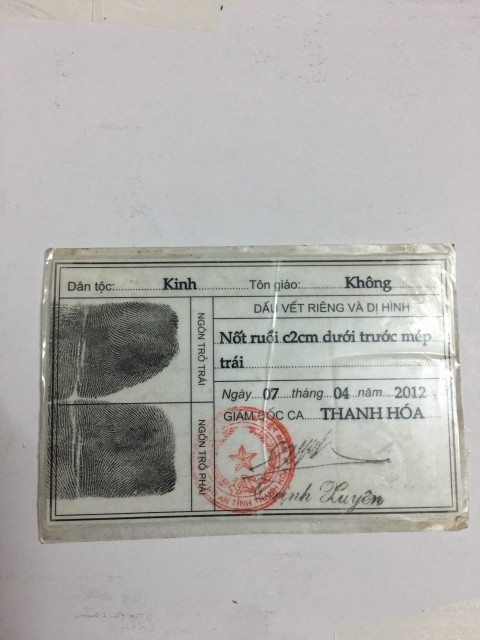 Dân tộc: Kinh Tôn giáo: Không
NGÓN TRỎ TRÁI
NGÓN TRỎ PHẢI
DẤU VẾT RIÊNG VÀ DỊ HÌNH
Nốt ruồi c2cm dưới trước mép
trái
Ngày 07 tháng 04 năm 2012
GIÁM ĐỐC CA THANH HÓA
Xuyên